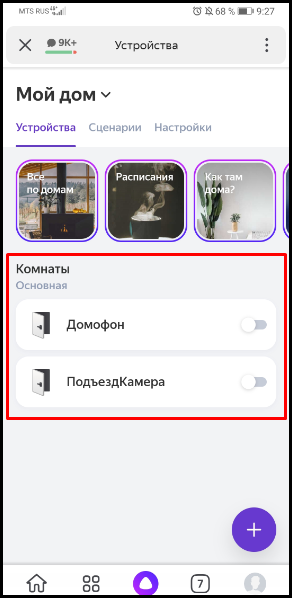 MTS RUS 68 % 9:27
9K+ Устройства
Мой дом
Устройства Сценарии Настройки
Все по домам
Расписания
Как там дома?
Комнаты
Основная
Домофон
ПодъездКамера
7